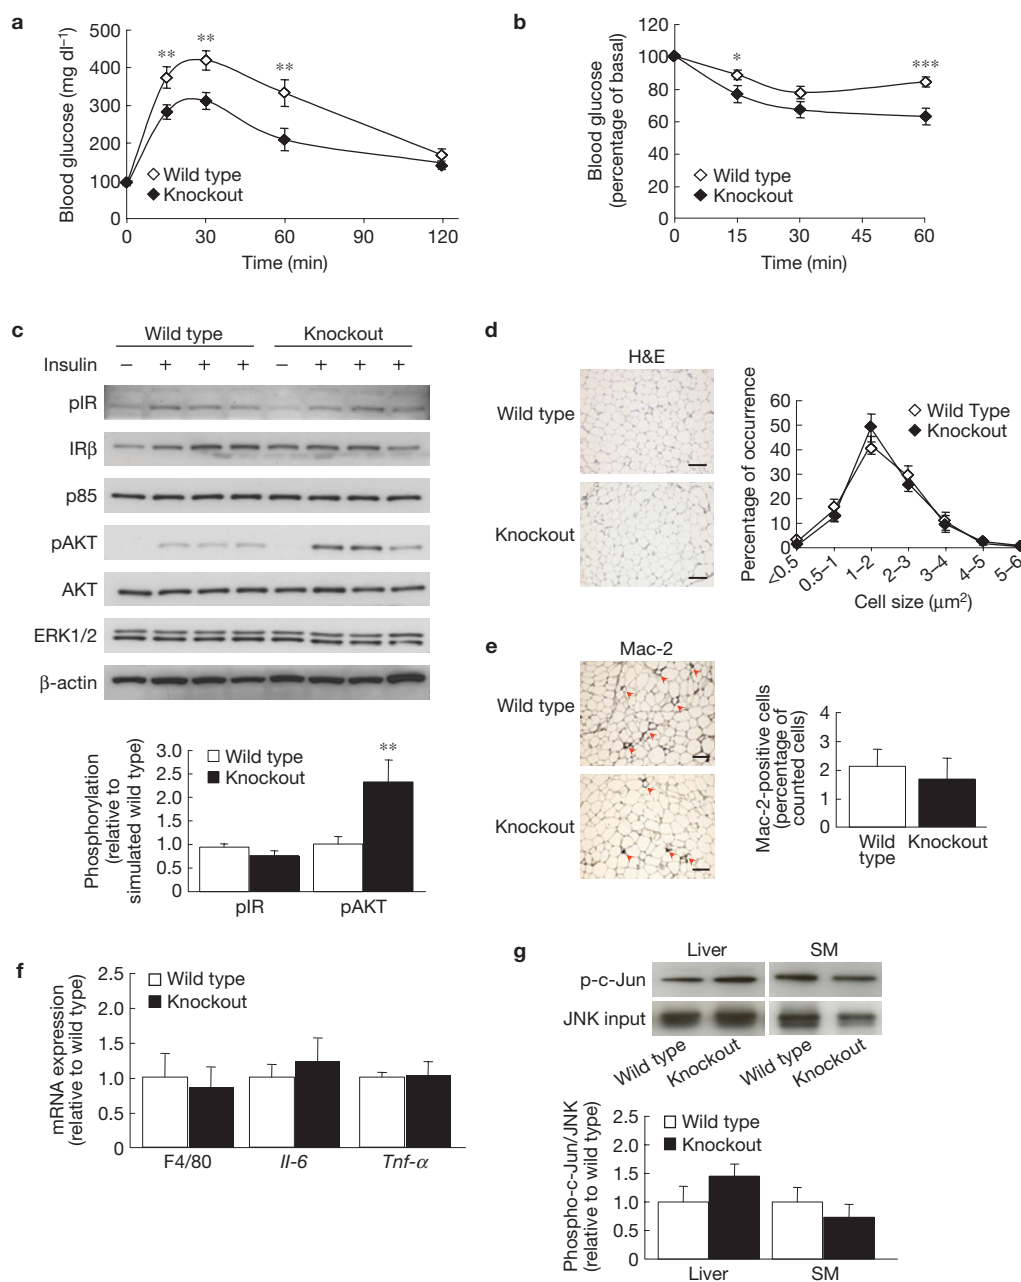 a
Blood glucose (mg dl⁻¹)
500
400
300
200
100
0
**
**
**
Wild type
Knockout
0 30 60 90 120
Time (min)
b
Blood glucose
(percentage of basal)
120
100
80
60
40
20
0
*
***
Wild type
Knockout
0 15 30 45 60
Time (min)
c
Wild type Knockout
Insulin − + + + − + + +
pIR
IRβ
p85
pAKT
AKT
ERK1/2
β-actin
Phosphorylation
(relative to
simulated wild type)
3.0
2.5
2.0
1.5
1.0
0.5
0
Wild type
Knockout
**
pIR pAKT
d
H&E
Wild type
Knockout
Percentage of occurrence
60
50
40
30
20
10
0
Wild Type
Knockout
<0.5 0.5–1 1–2 2–3 3–4 4–5 5–6
Cell size (μm²)
e
Mac-2
Wild type
Knockout
Mac-2-positive cells
(percentage of
counted cells)
4
3
2
1
0
Wild
type
Knockout
f
mRNA expression
(relative to wild type)
2.5
2.0
1.5
1.0
0.5
0
Wild type
Knockout
F4/80 Il-6 Tnf-α
g
Liver SM
p-c-Jun
JNK input
Wild type Knockout Wild type Knockout
Phospho-c-Jun/JNK
(relative to wild type)
2.5
2.0
1.5
1.0
0.5
0
Wild type
Knockout
Liver SM